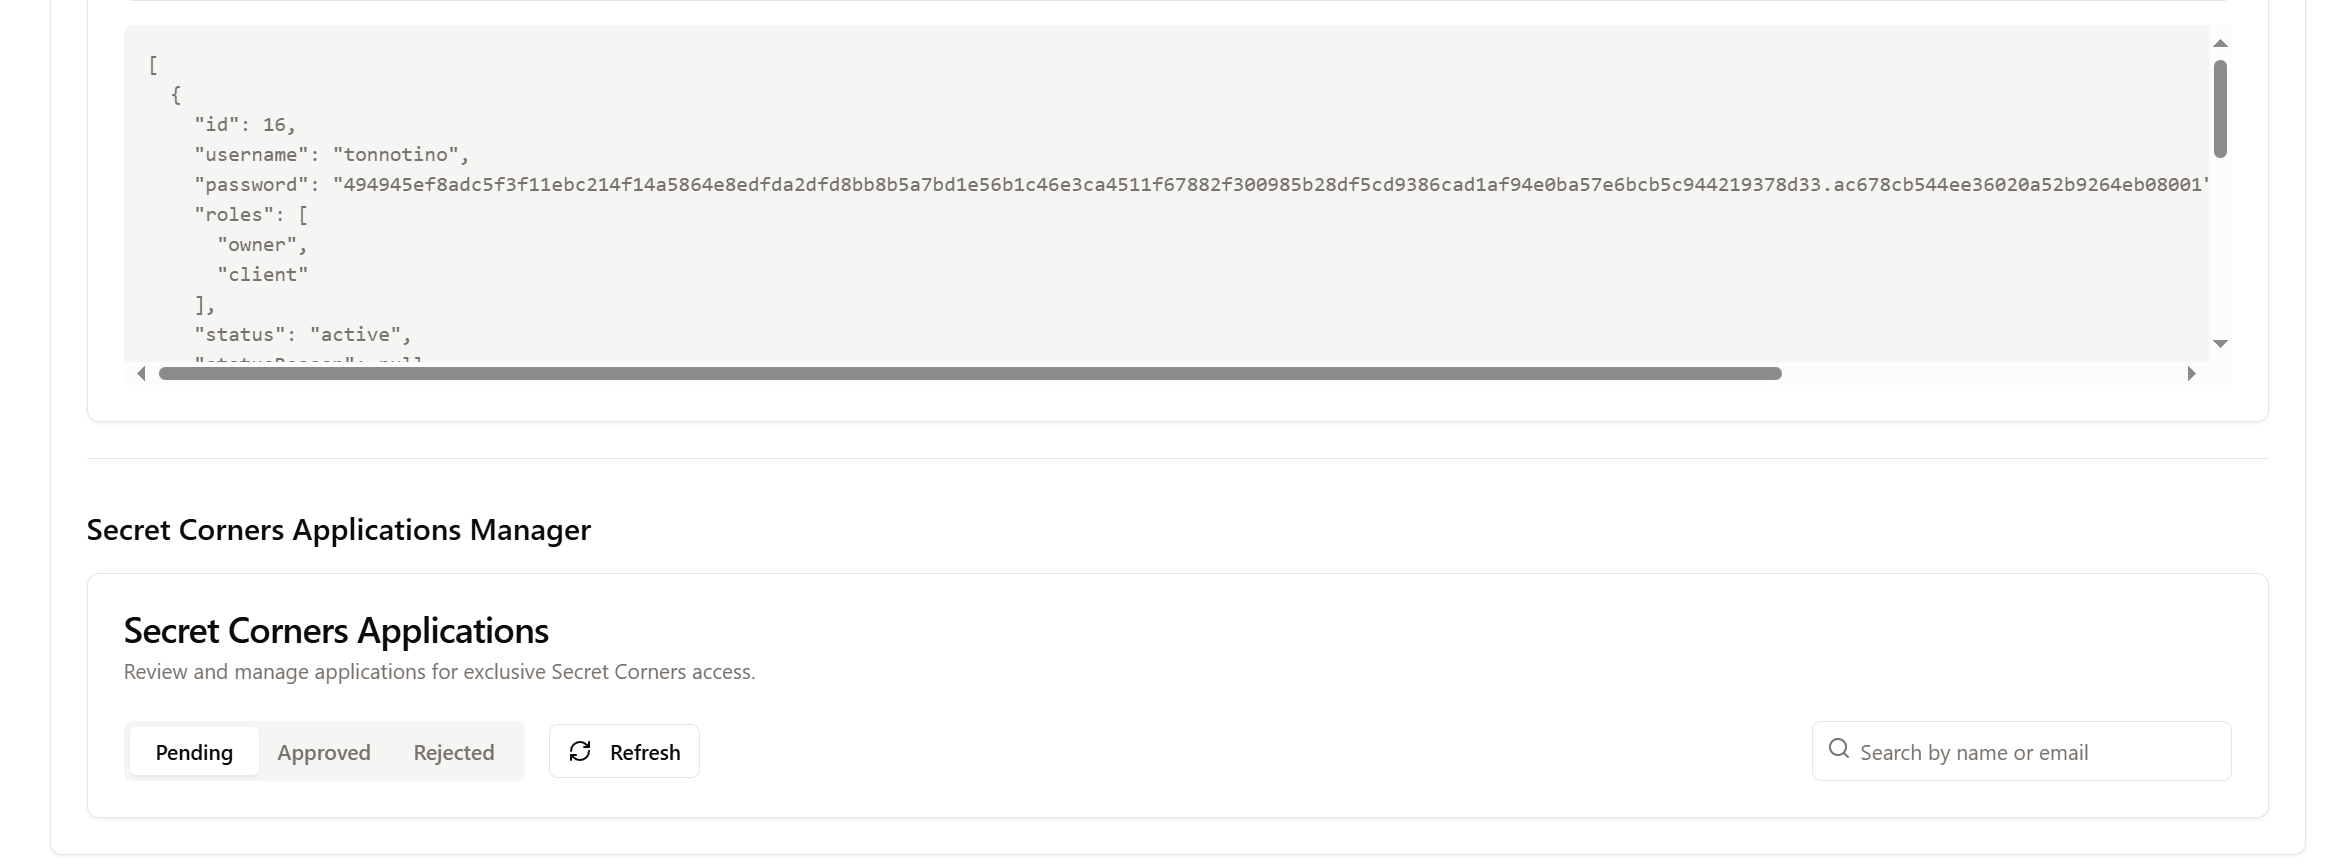 [
{
"id": 16,
"username": "tonnotino",
"password": "494945ef8adc5f3f11ebc214f14a5864e8edfda2dfd8bb8b5a7bd1e56b1c46e3ca4511f67882f300985b28df5cd9386cad1af94e0ba57e6bcb5c944219378d33.ac678cb544ee36020a52b9264eb08001"
"roles": [
"owner",
"client"
],
"status": "active",
Secret Corners Applications Manager
Secret Corners Applications
Review and manage applications for exclusive Secret Corners access.
Pending Approved Rejected Refresh Search by name or email